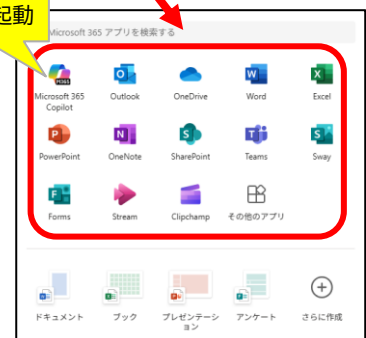 起動
Microsoft 365 アプリを検索する
M365
Microsoft 365
Copilot
Outlook
OneDrive
Word
Excel
PowerPoint
OneNote
SharePoint
Teams
Sway
Forms
Stream
Clipchamp
その他のアプリ
ドキュメント
ブック
プレゼンテーシ
ョン
アンケート
さらに作成